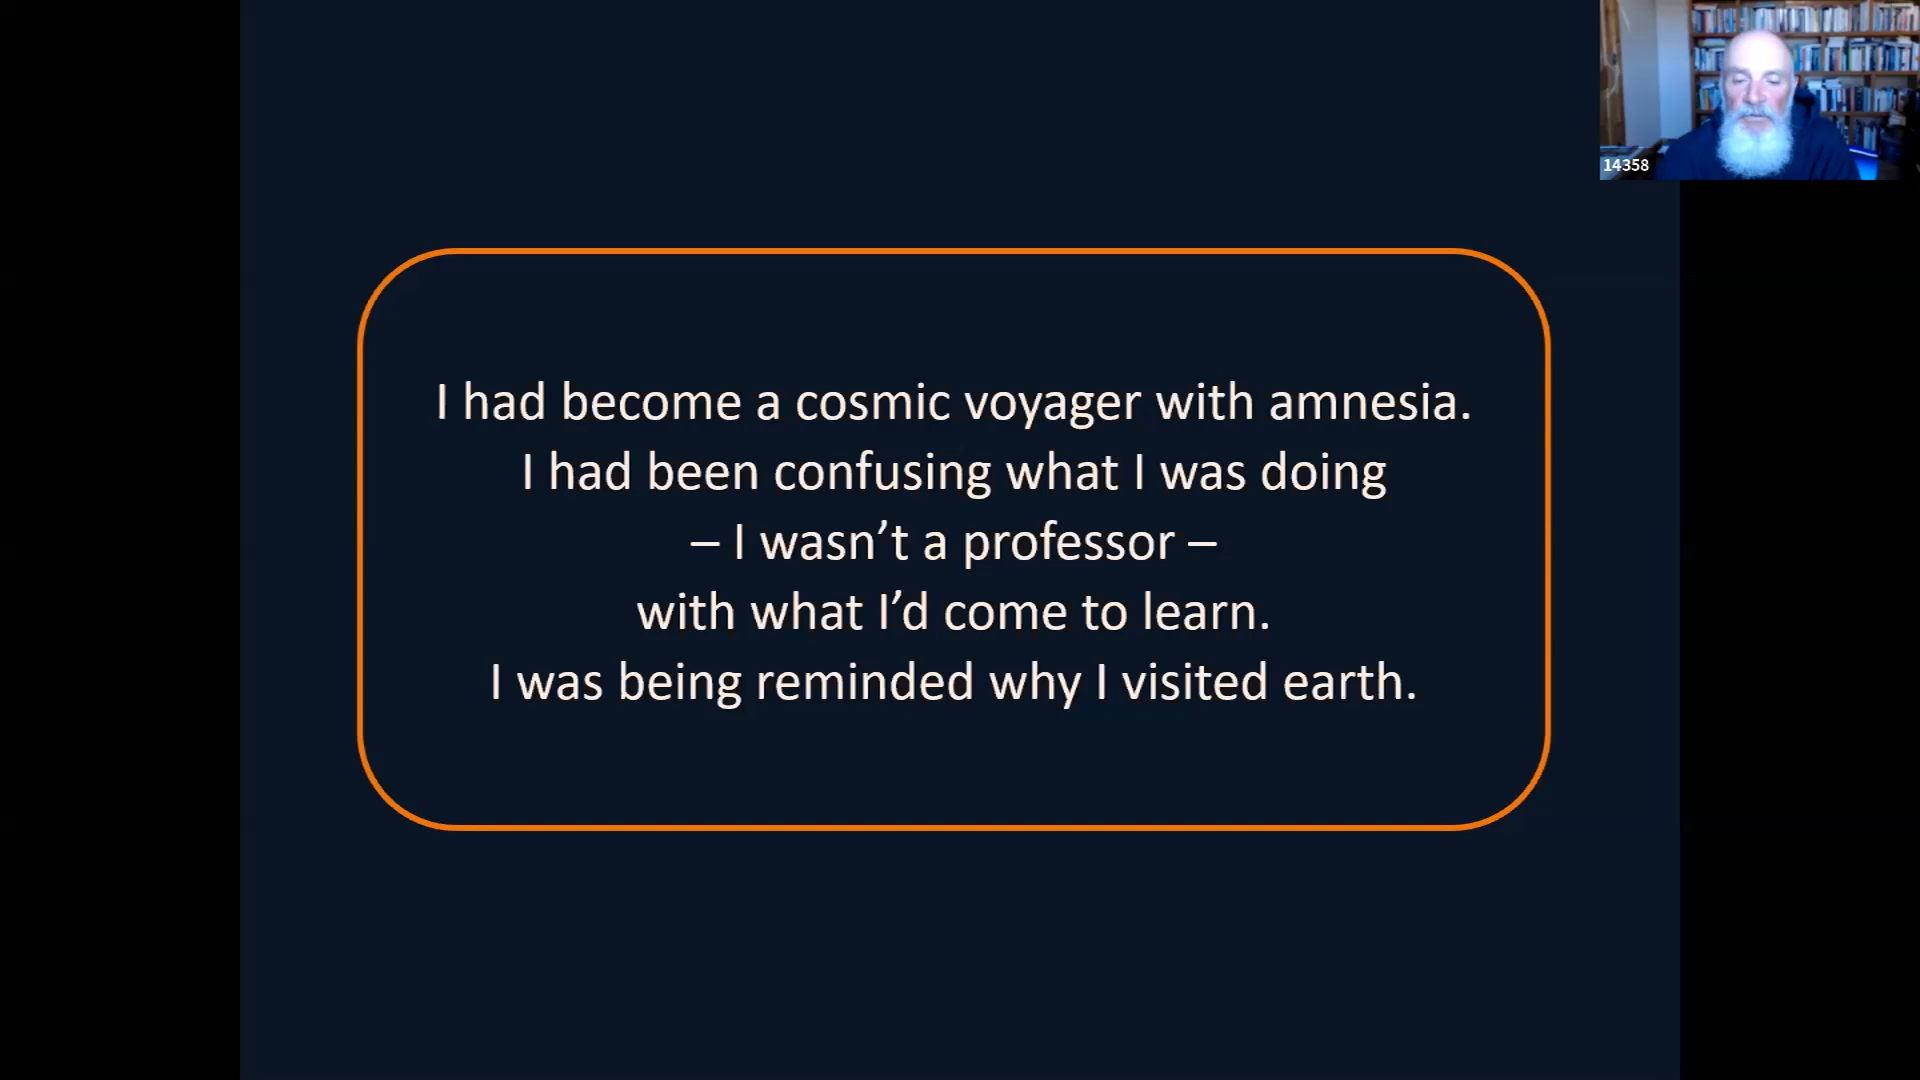 I had become a cosmic voyager with amnesia.
I had been confusing what I was doing
– I wasn’t a professor –
with what I’d come to learn.
I was being reminded why I visited earth.
14358